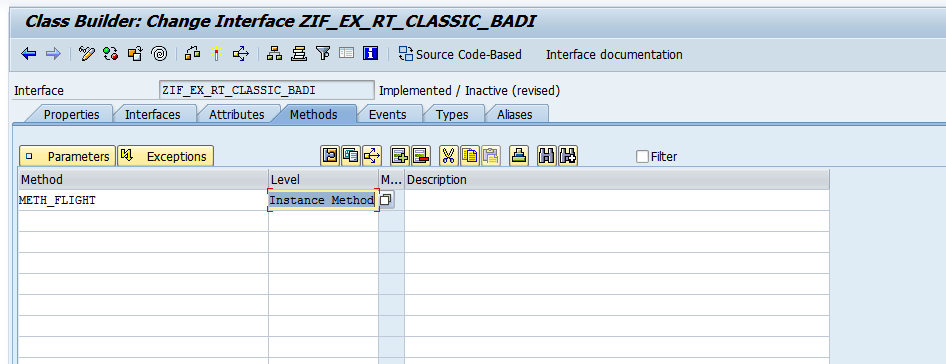 Class Builder: Change Interface ZIF_EX_RT_CLASSIC_BADI
Source Code-Based Interface documentation
Interface ZIF_EX_RT_CLASSIC_BADI Implemented / Inactive (revised)
Properties Interfaces Attributes Methods Events Types Aliases
Parameters Exceptions Filter
Method Level M... Description
METH_FLIGHT Instance Method